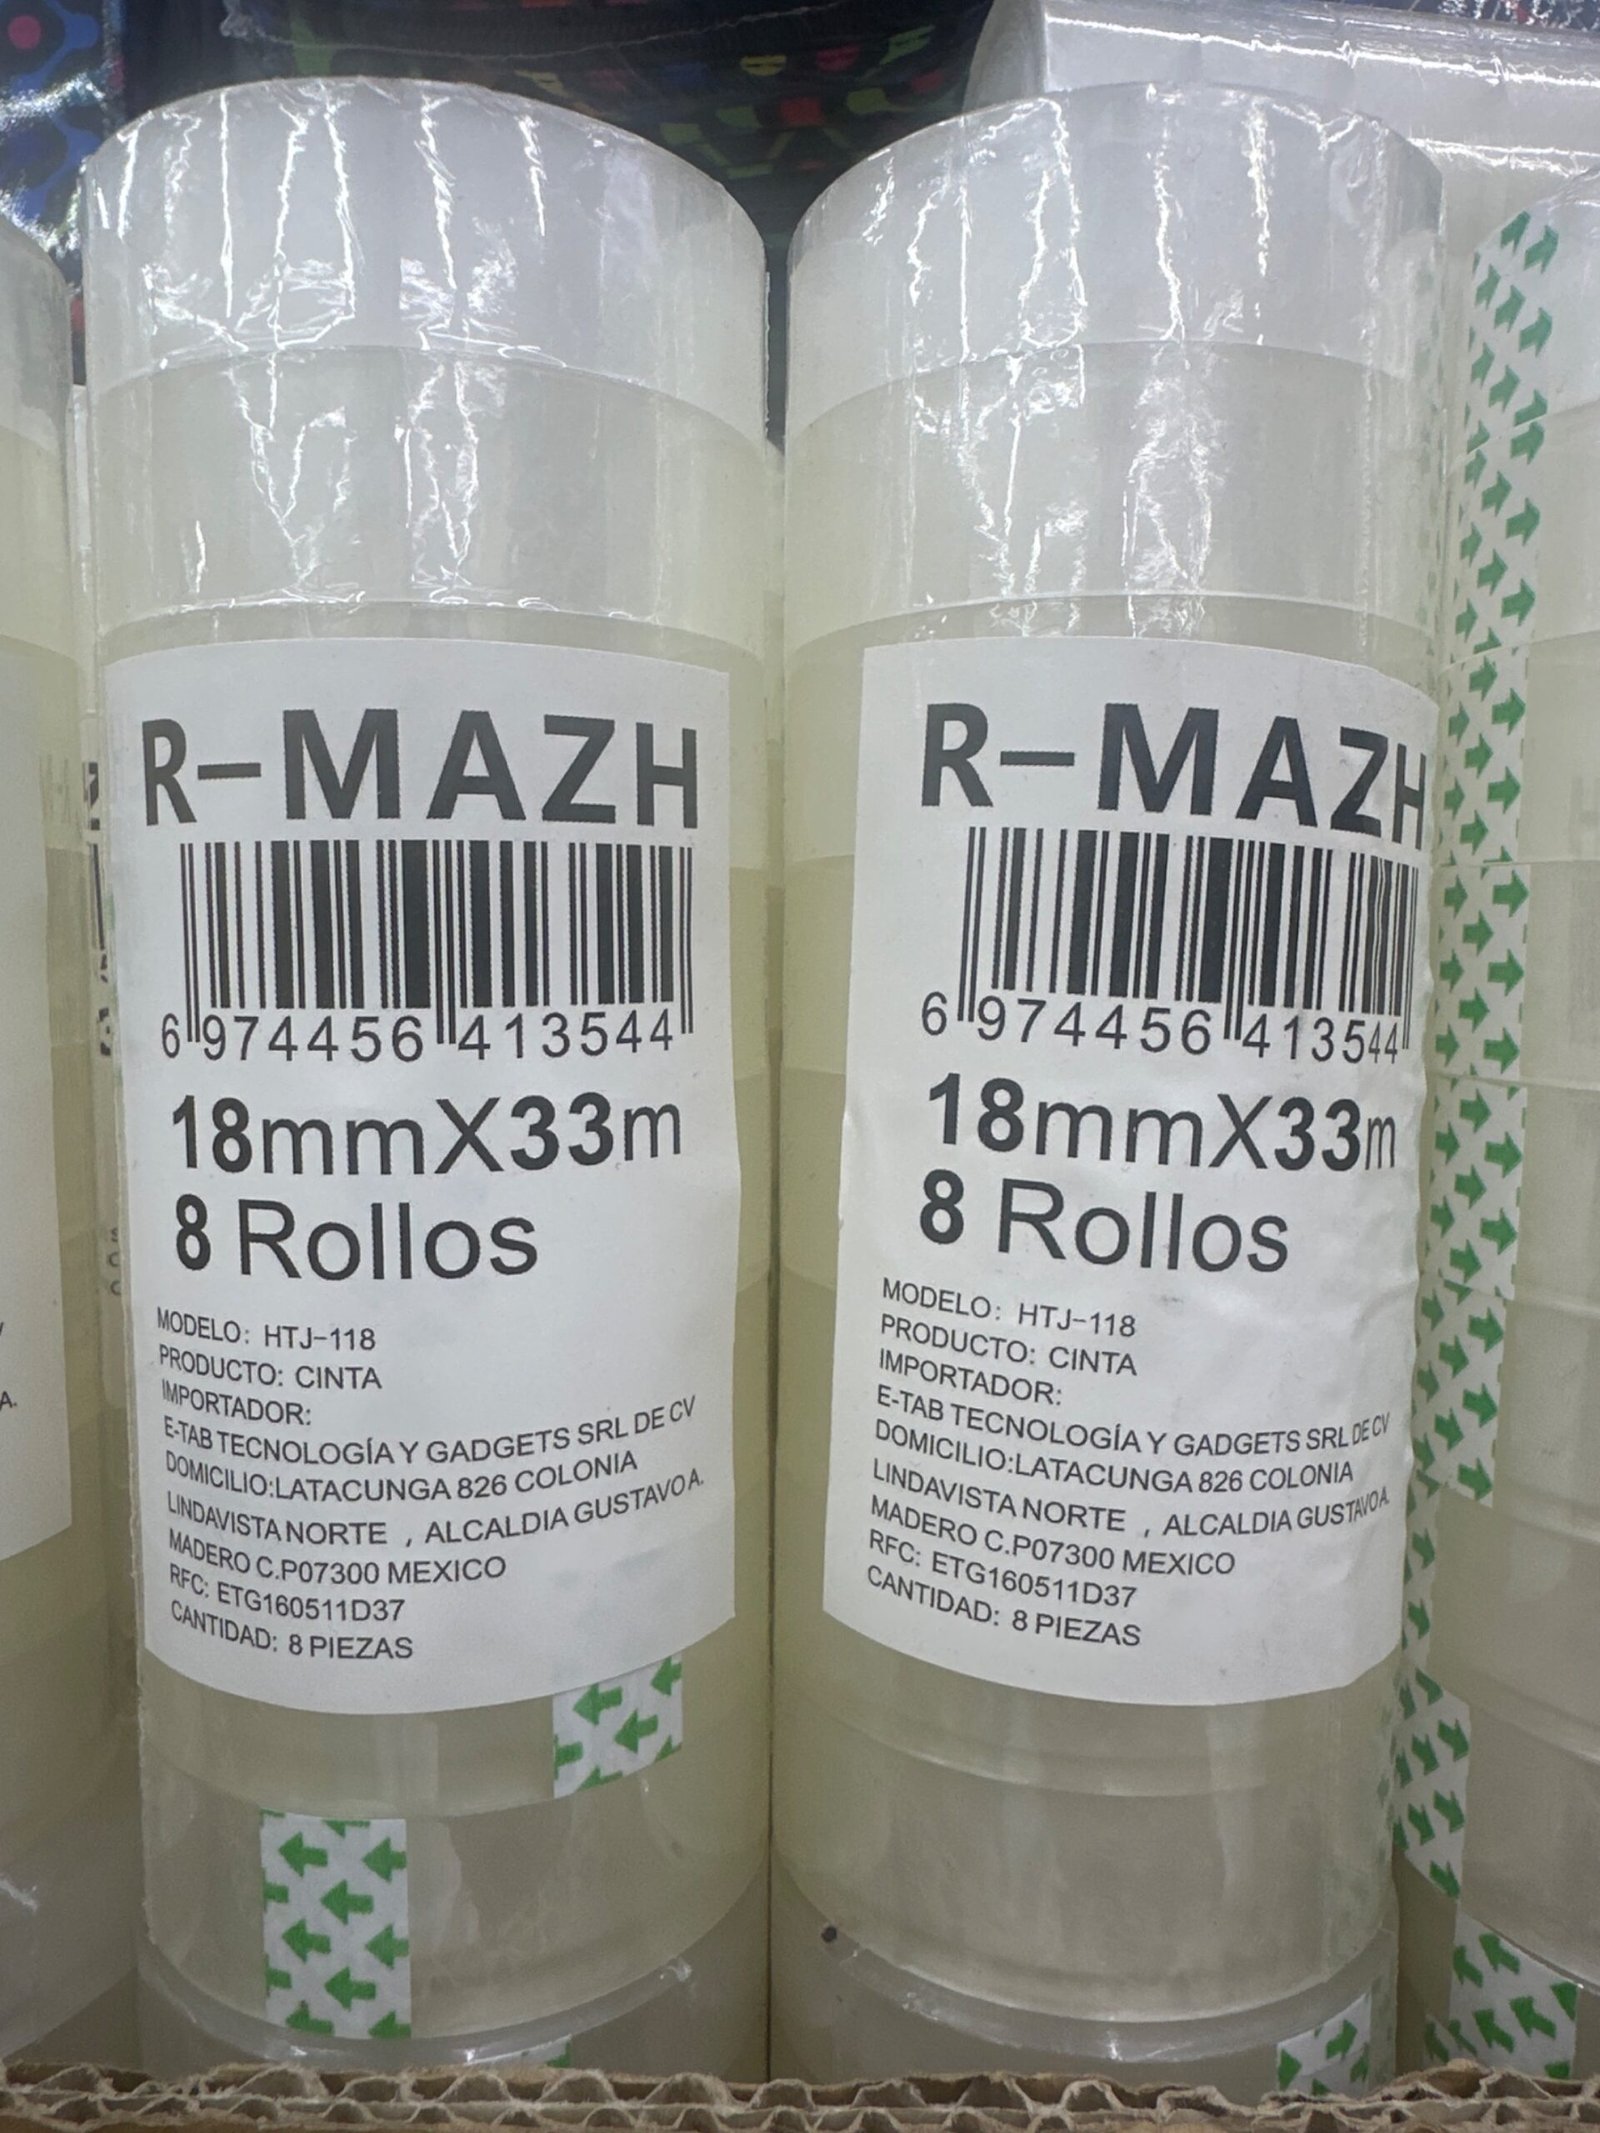 R-MAZH
6 974456 413544
18mmX33m
8 Rollos
MODELO: HTJ-118
PRODUCTO: CINTA
IMPORTADOR:
E-TAB TECNOLOGÍA Y GADGETS SRL DE CV
DOMICILIO:LATACUNGA 826 COLONIA
LINDAVISTA NORTE , ALCALDIA GUSTAVO A.
MADERO C.P07300 MEXICO
RFC: ETG160511D37
CANTIDAD: 8 PIEZAS
R-MAZH
6 974456 413544
18mmX33m
8 Rollos
MODELO: HTJ-118
PRODUCTO: CINTA
IMPORTADOR:
E-TAB TECNOLOGÍA Y GADGETS SRL DE CV
DOMICILIO:LATACUNGA 826 COLONIA
LINDAVISTA NORTE , ALCALDIA GUSTAVO A.
MADERO C.P07300 MEXICO
RFC: ETG160511D37
CANTIDAD: 8 PIEZAS